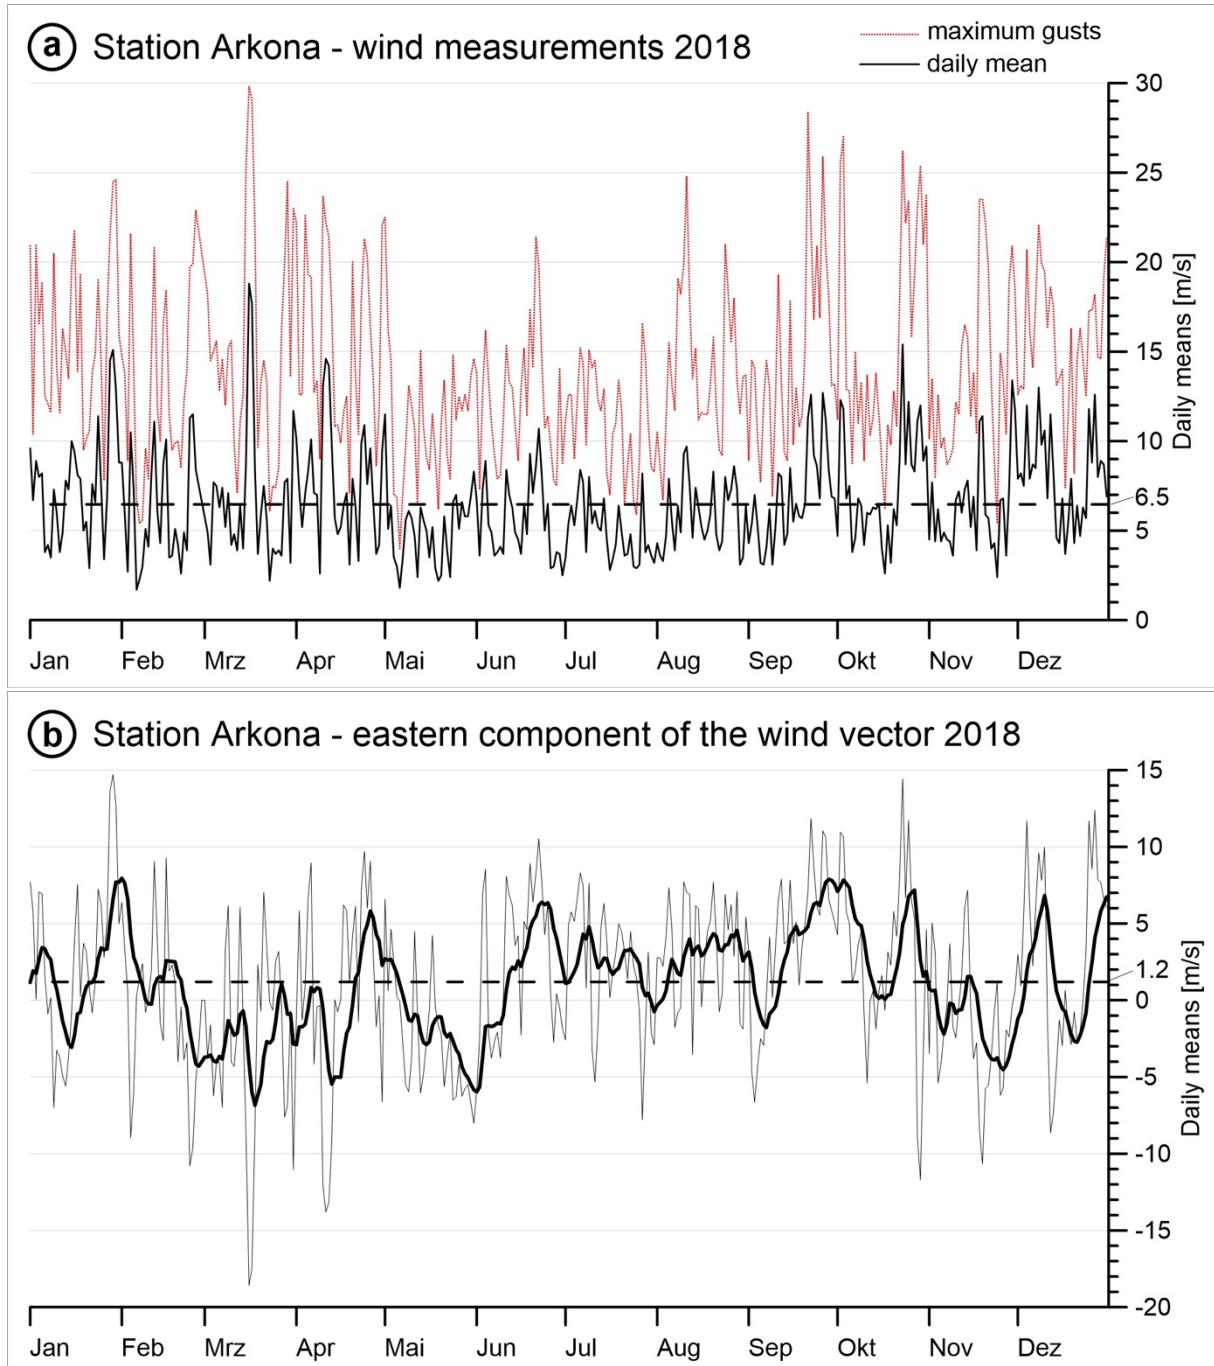 a Station Arkona - wind measurements 2018
maximum gusts
daily mean
30
25
20
15
10
6.5
5
0
Daily means [m/s]
Jan Feb Mrz Apr Mai Jun Jul Aug Sep Okt Nov Dez
b Station Arkona - eastern component of the wind vector 2018
15
10
5
1.2
0
-5
-10
-15
-20
Daily means [m/s]
Jan Feb Mrz Apr Mai Jun Jul Aug Sep Okt Nov Dez